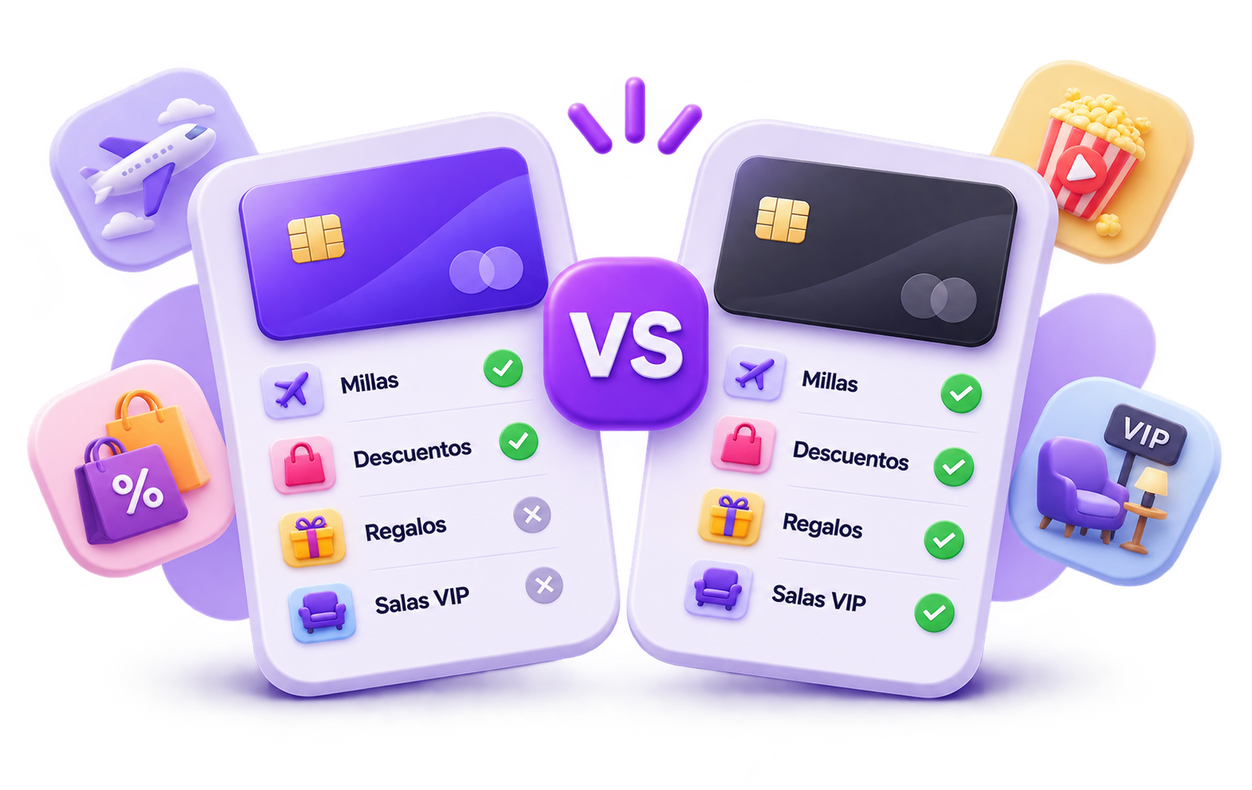 VS
Millas
Descuentos
Regalos
Salas VIP
Millas
Descuentos
Regalos
Salas VIP
%
VIP